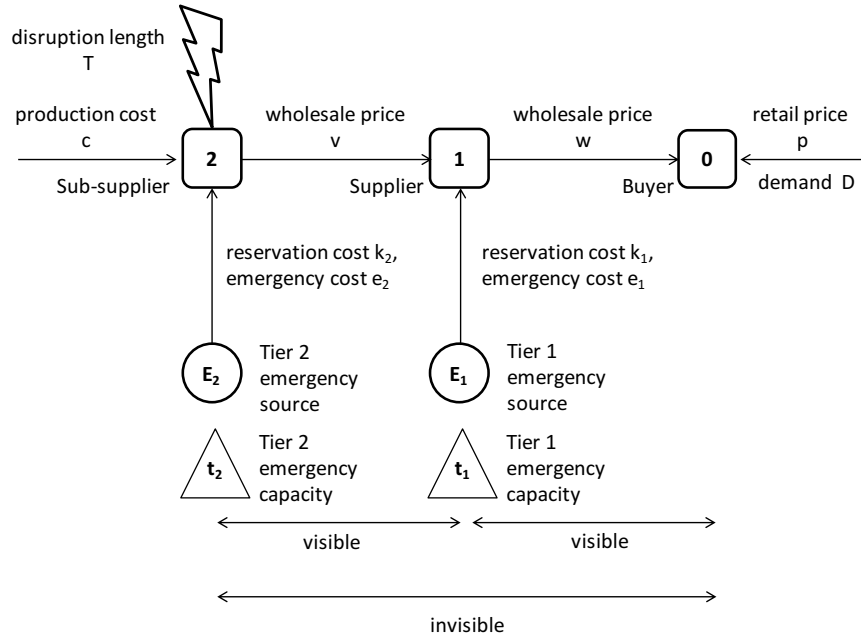 disruption length
T
production cost
c
wholesale price
v
wholesale price
w
retail price
p
2
1
0
Sub-supplier
Supplier
Buyer
demand D
reservation cost k₂,
emergency cost e₂
reservation cost k₁,
emergency cost e₁
E₂
Tier 2
emergency
source
E₁
Tier 1
emergency
source
t₂
Tier 2
emergency
capacity
t₁
Tier 1
emergency
capacity
visible
visible
invisible